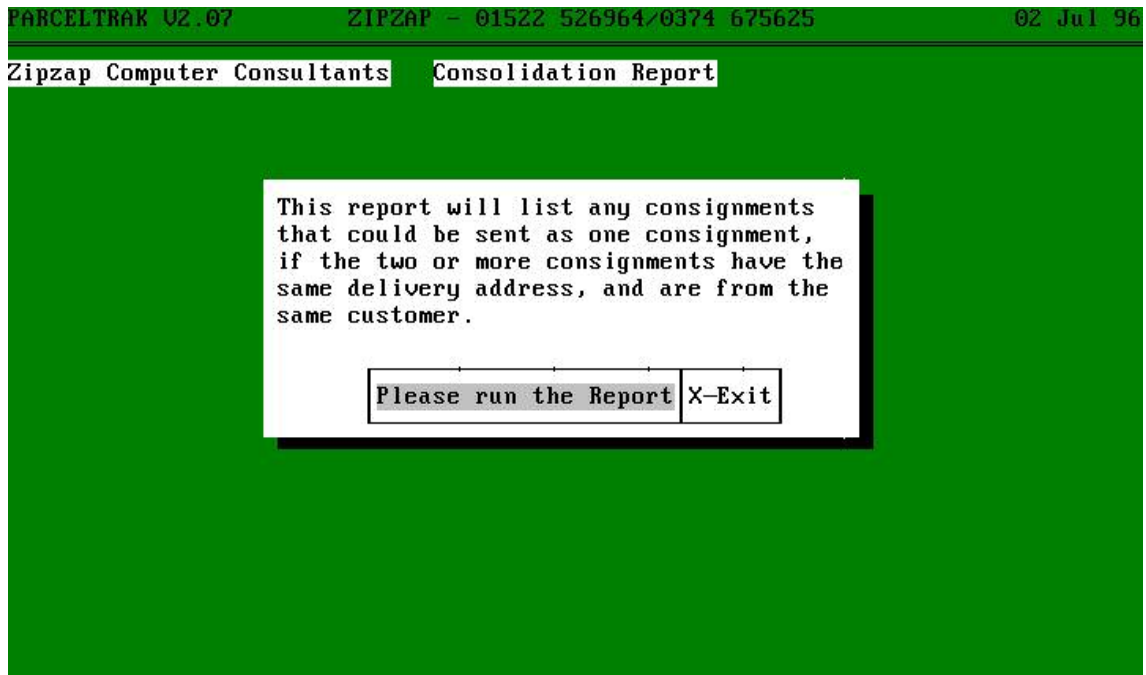 PARCELTRAK V2.07 ZIPZAP - 01522 526964/0374 675625 02 Jul 96
Zipzap Computer Consultants Consolidation Report
This report will list any consignments
that could be sent as one consignment,
if the two or more consignments have the
same delivery address, and are from the
same customer.
Please run the Report X-Exit